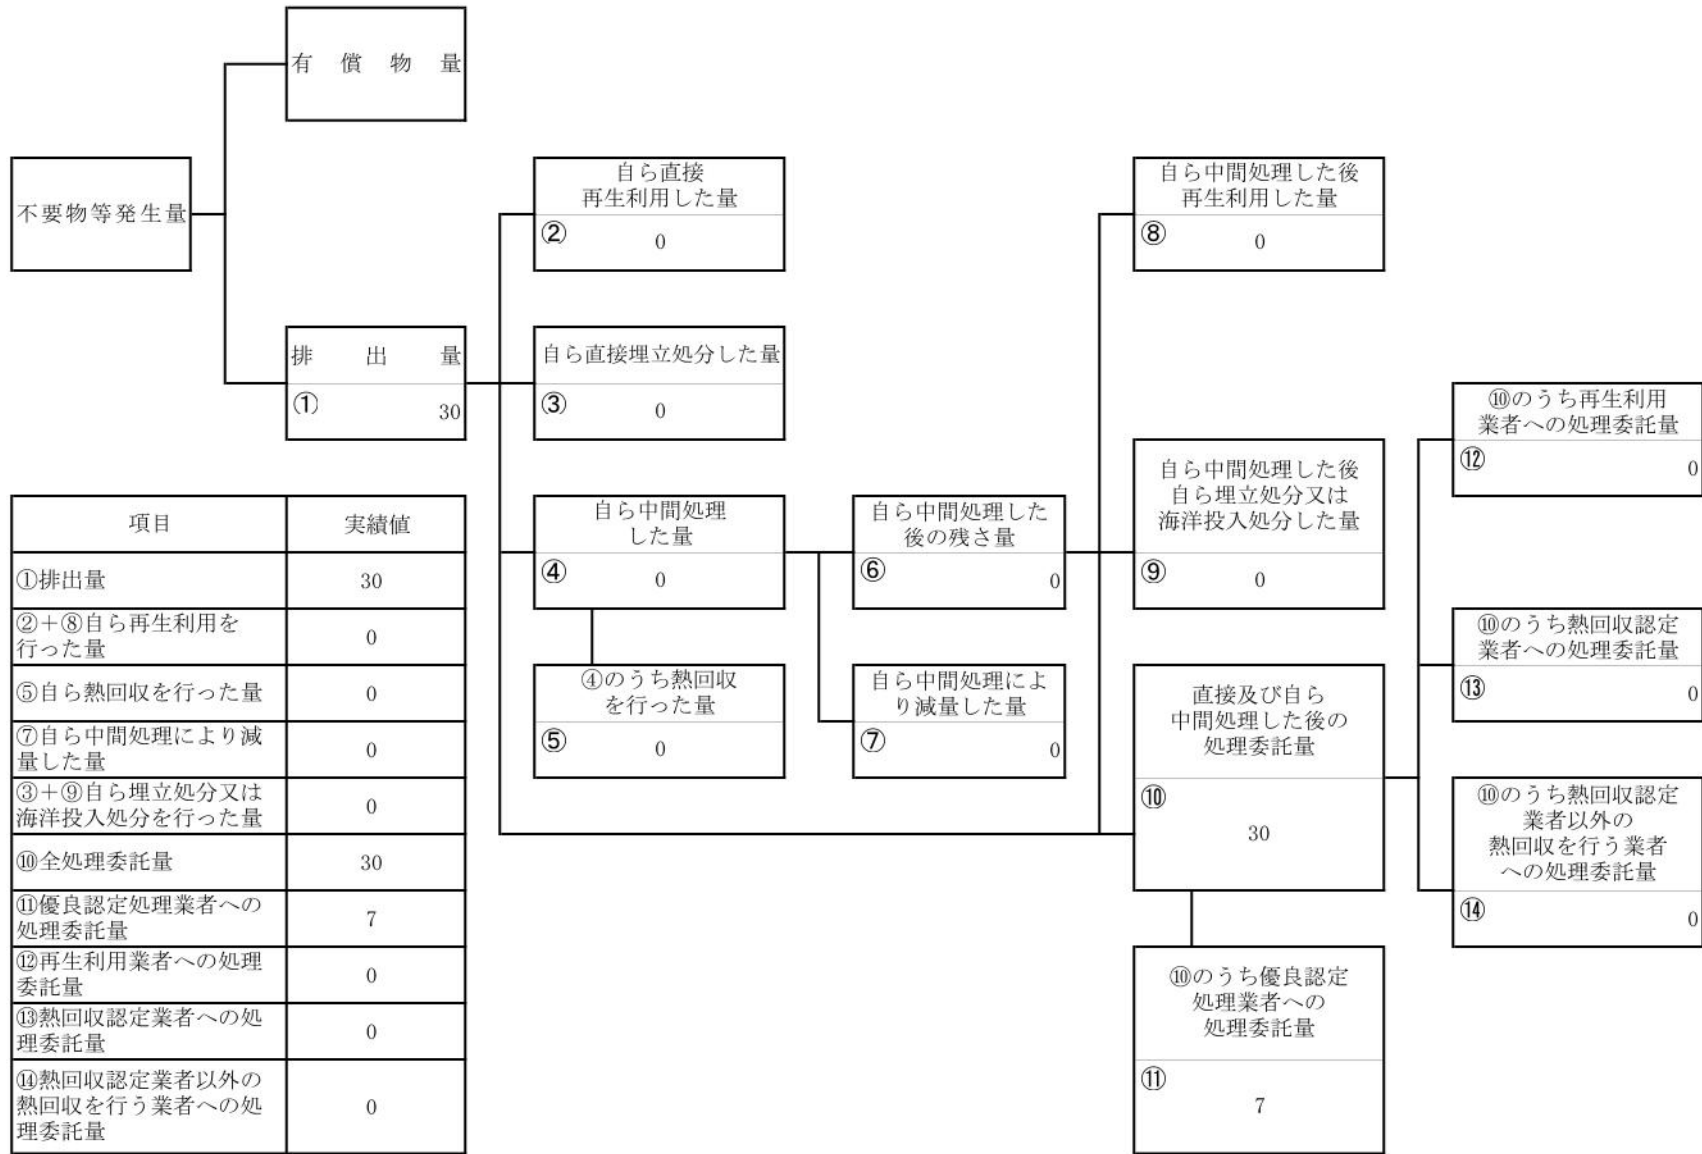 有償物量
不要物等発生量
排出量
①
30
自ら直接
再生利用した量
②
0
自ら直接埋立処分した量
③
0
自ら中間処理
した量
④
0
④のうち熱回収
を行った量
⑤
0
自ら中間処理した
後の残さ量
⑥
0
自ら中間処理によ
り減量した量
⑦
0
自ら中間処理した後
再生利用した量
⑧
0
自ら中間処理した後
自ら埋立処分又は
海洋投入処分した量
⑨
0
直接及び自ら
中間処理した後の
処理委託量
⑩
30
⑩のうち優良認定
処理業者への
処理委託量
⑪
7
⑩のうち再生利用
業者への処理委託量
⑫
0
⑩のうち熱回収認定
業者への処理委託量
⑬
0
⑩のうち熱回収認定
業者以外の
熱回収を行う業者
への処理委託量
⑭
0
項目 実績値
①排出量 30
②+⑧自ら再生利用を
行った量 0
⑤自ら熱回収を行った量 0
⑦自ら中間処理により減
量した量 0
③+⑨自ら埋立処分又は
海洋投入処分を行った量 0
⑩全処理委託量 30
⑪優良認定処理業者への
処理委託量 7
⑫再生利用業者への処理
委託量 0
⑬熱回収認定業者への処
理委託量 0
⑭熱回収認定業者以外の
熱回収を行う業者への処
理委託量 0